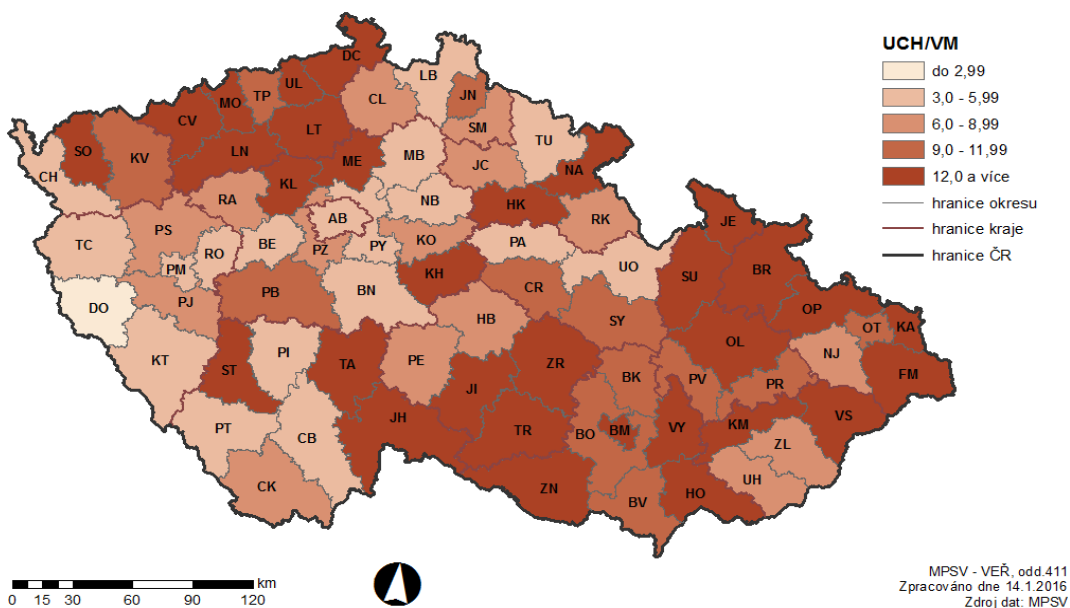 DC
LB
UCH/VM
do 2,99
3,0 - 5,99
6,0 - 8,99
9,0 - 11,99
12,0 a více
hranice okresu
hranice kraje
hranice ČR
UL
TP
MO
JN
CL
CV
LT
SM
TU
SO
KV
LN
ME
MB
JC
NA
CH
KL
RA
NB
HK
AB
RK
JE
TC
PS
RO
BE
PZ
PY
KO
PA
PM
UO
SU
BR
KH
DO
PJ
PB
BN
CR
OP
HB
SY
OT
KA
OL
KT
ST
PI
TA
PE
ZR
NJ
BK
PV
PR
FM
JI
VS
PT
CB
JH
TR
BO
BM
VY
KM
ZL
CK
ZN
UH
HO
BV
km
0 15 30 60 90 120
MPSV - VEŘ, odd.411
Zpracováno dne 14.1.2016
Zdroj dat: MPSV